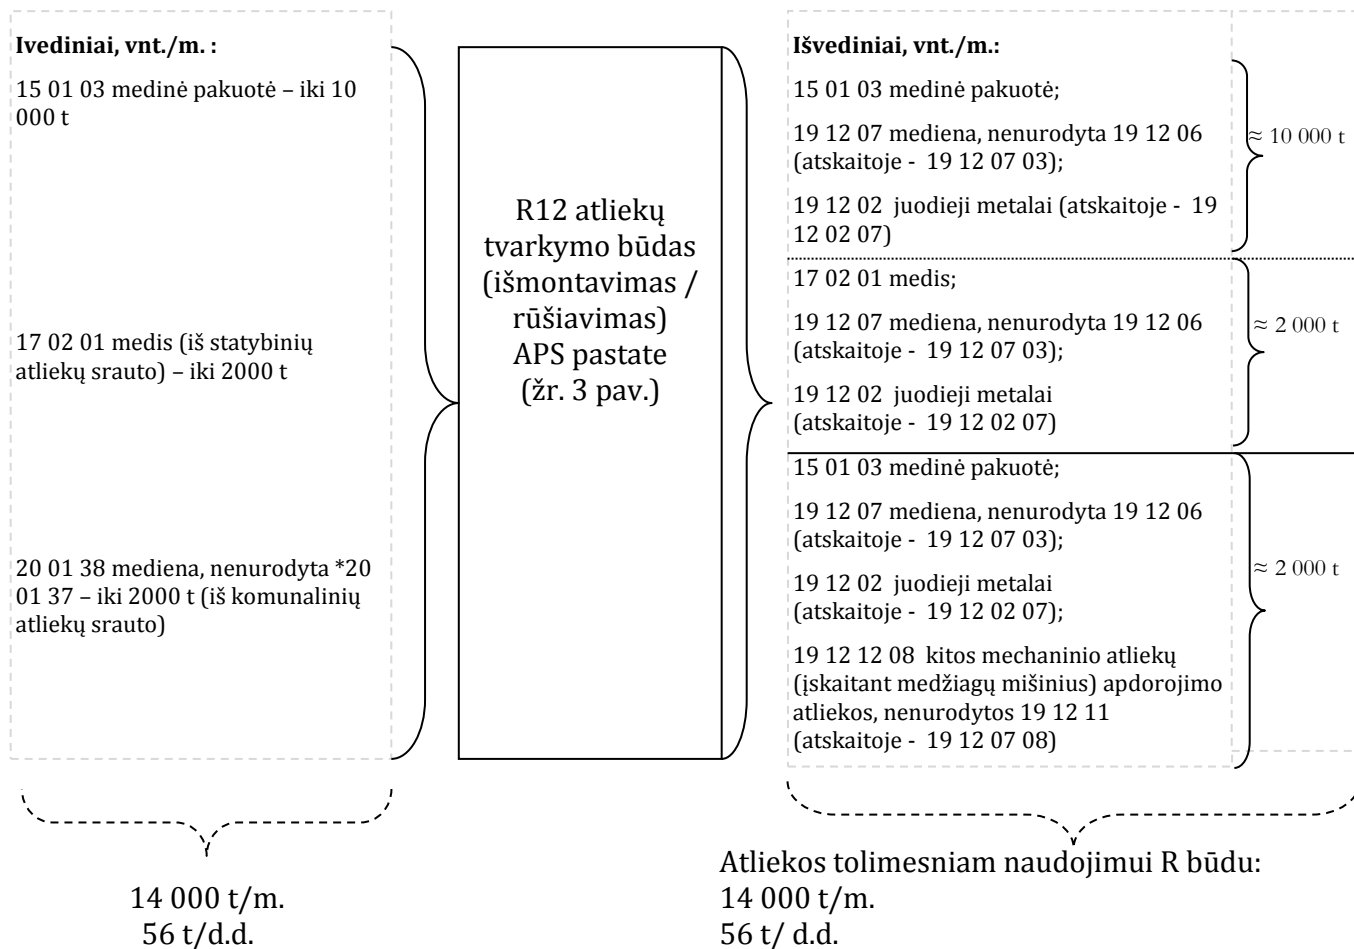 Ivediniai, vnt./m. :
15 01 03 medinė pakuotė – iki 10
000 t
17 02 01 medis (iš statybinių
atliekų srauto) – iki 2000 t
20 01 38 mediena, nenurodyta *20
01 37 – iki 2000 t (iš komunalinių
atliekų srauto)
14 000 t/m.
56 t/d.d.
R12 atliekų
tvarkymo būdas
(išmontavimas /
rūšiavimas)
APS pastate
(žr. 3 pav.)
Išvediniai, vnt./m.:
15 01 03 medinė pakuotė;
19 12 07 mediena, nenurodyta 19 12 06
(atskaitoje -  19 12 07 03);
19 12 02  juodieji metalai (atskaitoje -  19
12 02 07)
≈ 10 000 t
17 02 01 medis;
19 12 07 mediena, nenurodyta 19 12 06
(atskaitoje -  19 12 07 03);
19 12 02  juodieji metalai
(atskaitoje -  19 12 02 07)
≈ 2 000 t
15 01 03 medinė pakuotė;
19 12 07 mediena, nenurodyta 19 12 06
(atskaitoje -  19 12 07 03);
19 12 02  juodieji metalai
(atskaitoje -  19 12 02 07);
19 12 12 08  kitos mechaninio atliekų
(įskaitant medžiagų mišinius) apdorojimo
atliekos, nenurodytos 19 12 11
(atskaitoje -  19 12 07 08)
≈ 2 000 t
Atliekos tolimesniam naudojimui R būdu:
14 000 t/m.
56 t/ d.d.